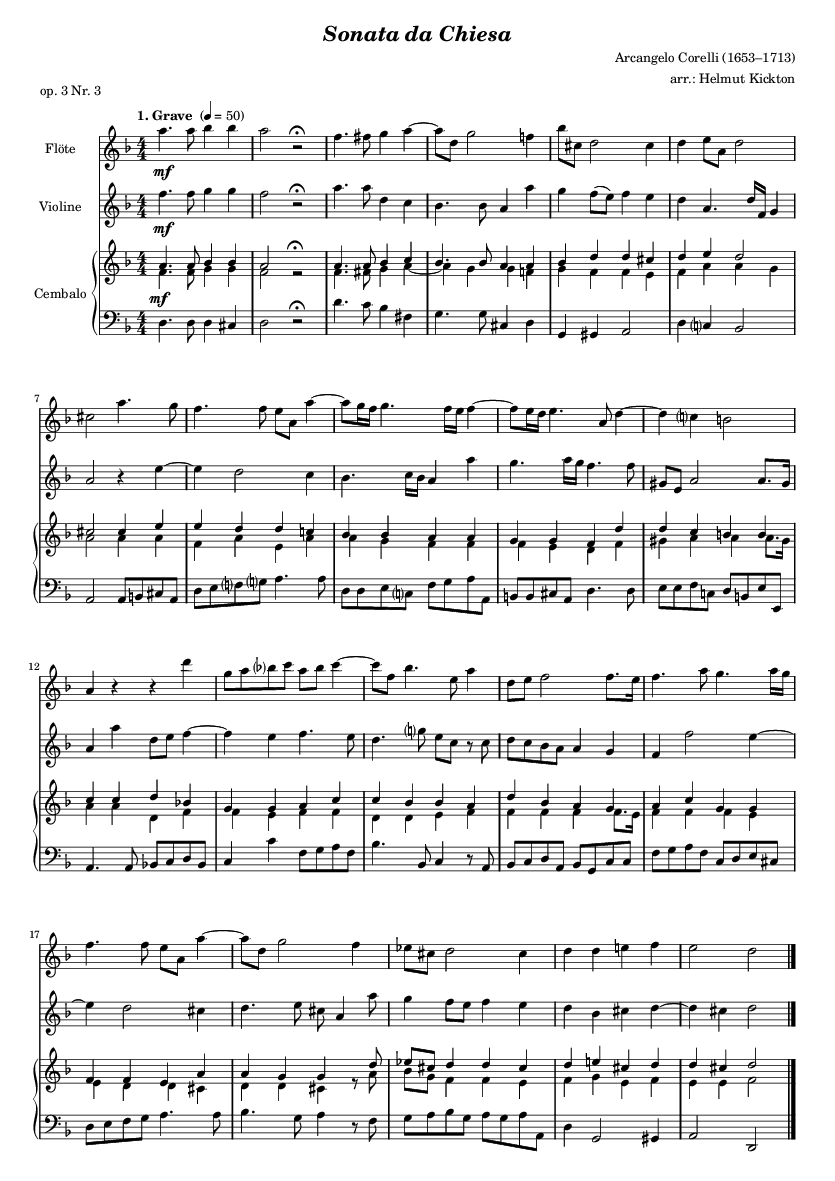 Sonata da Chiesa
Arcangelo Corelli (1653–1713)
arr.: Helmut Kickton
op. 3 Nr. 3
1. Grave (♩ = 50)
Flöte
mf
Violine
mf
Cembalo
mf
7
12
17